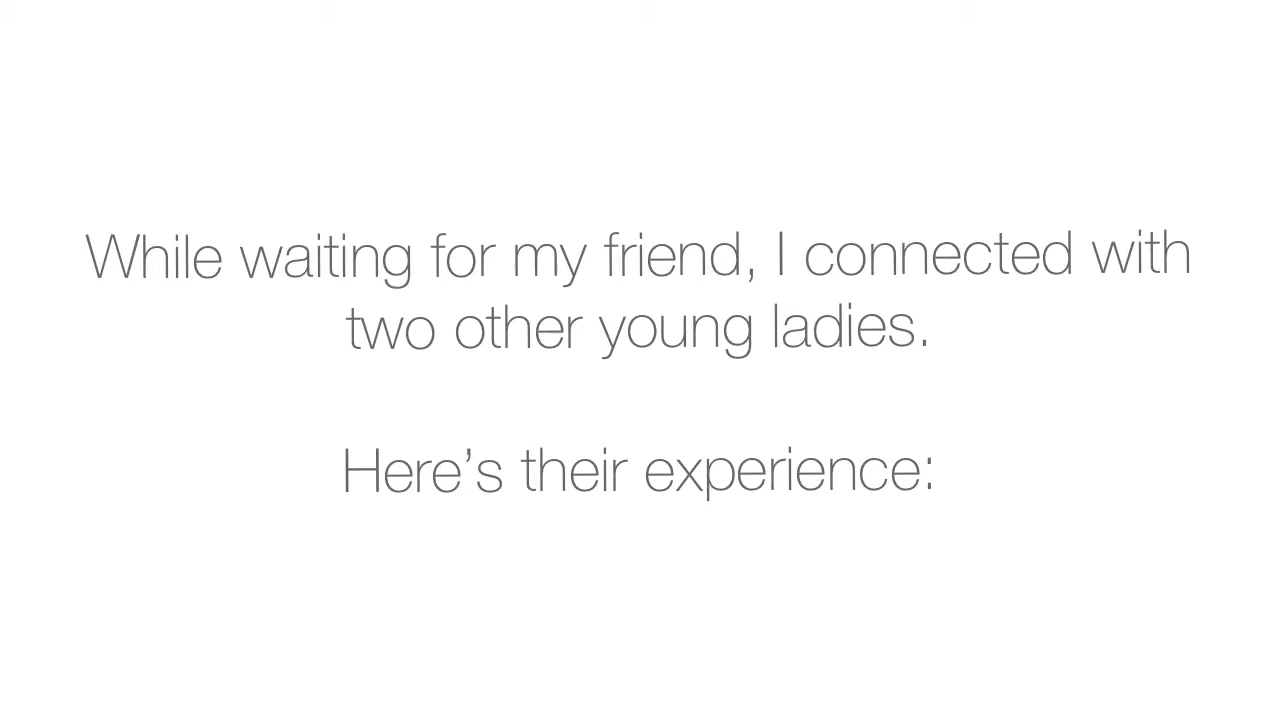 While waiting for my friend, I connected with
two other young ladies.
Here’s their experience: